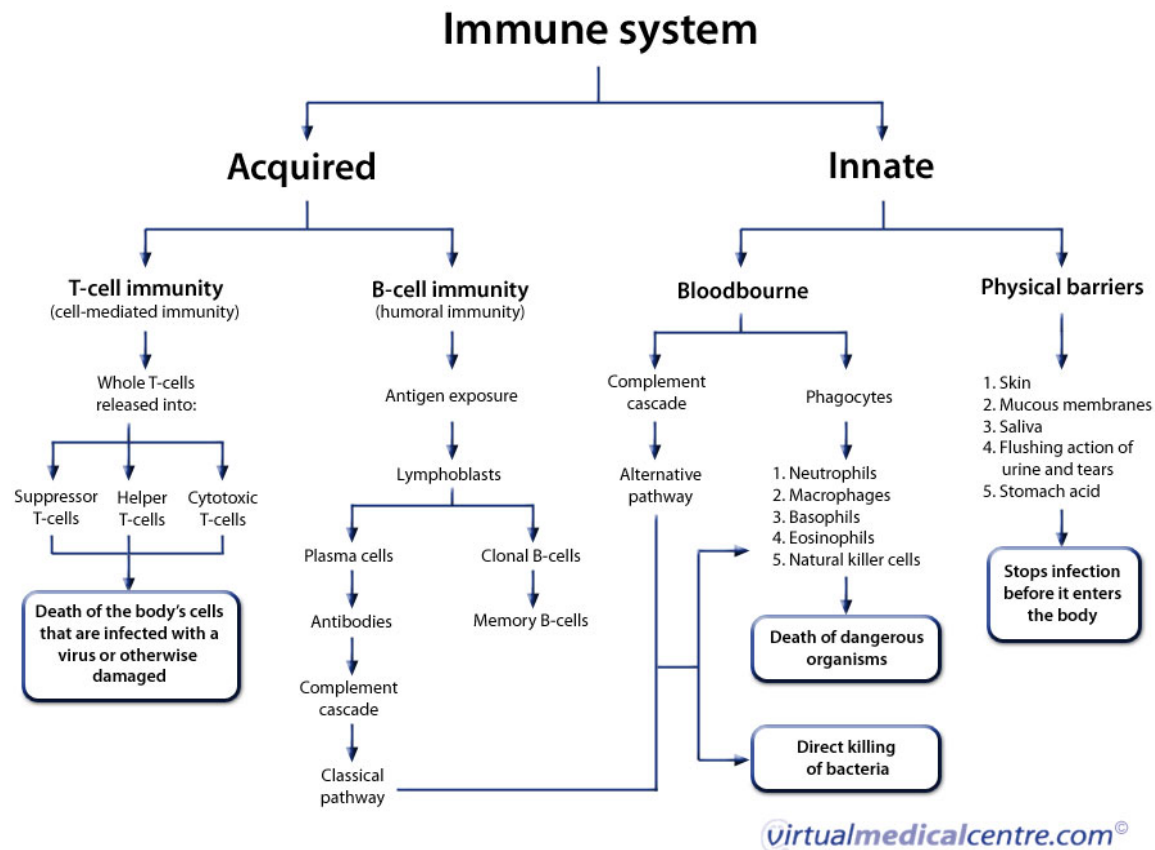 Immune system
Acquired
Innate
T-cell immunity
(cell-mediated immunity)
B-cell immunity
(humoral immunity)
Bloodbourne
Physical barriers
Whole T-cells
released into:
Antigen exposure
Complement
cascade
Phagocytes
1. Skin
2. Mucous membranes
3. Saliva
4. Flushing action of
urine and tears
5. Stomach acid
Suppressor
T-cells
Helper
T-cells
Cytotoxic
T-cells
Lymphoblasts
Alternative
pathway
1. Neutrophils
2. Macrophages
3. Basophils
4. Eosinophils
5. Natural killer cells
Plasma cells
Clonal B-cells
Stops infection
before it enters
the body
Death of the body's cells
that are infected with a
virus or otherwise
damaged
Antibodies
Memory B-cells
Death of dangerous
organisms
Complement
cascade
Direct killing
of bacteria
Classical
pathway
virtualmedicalcentre.com©